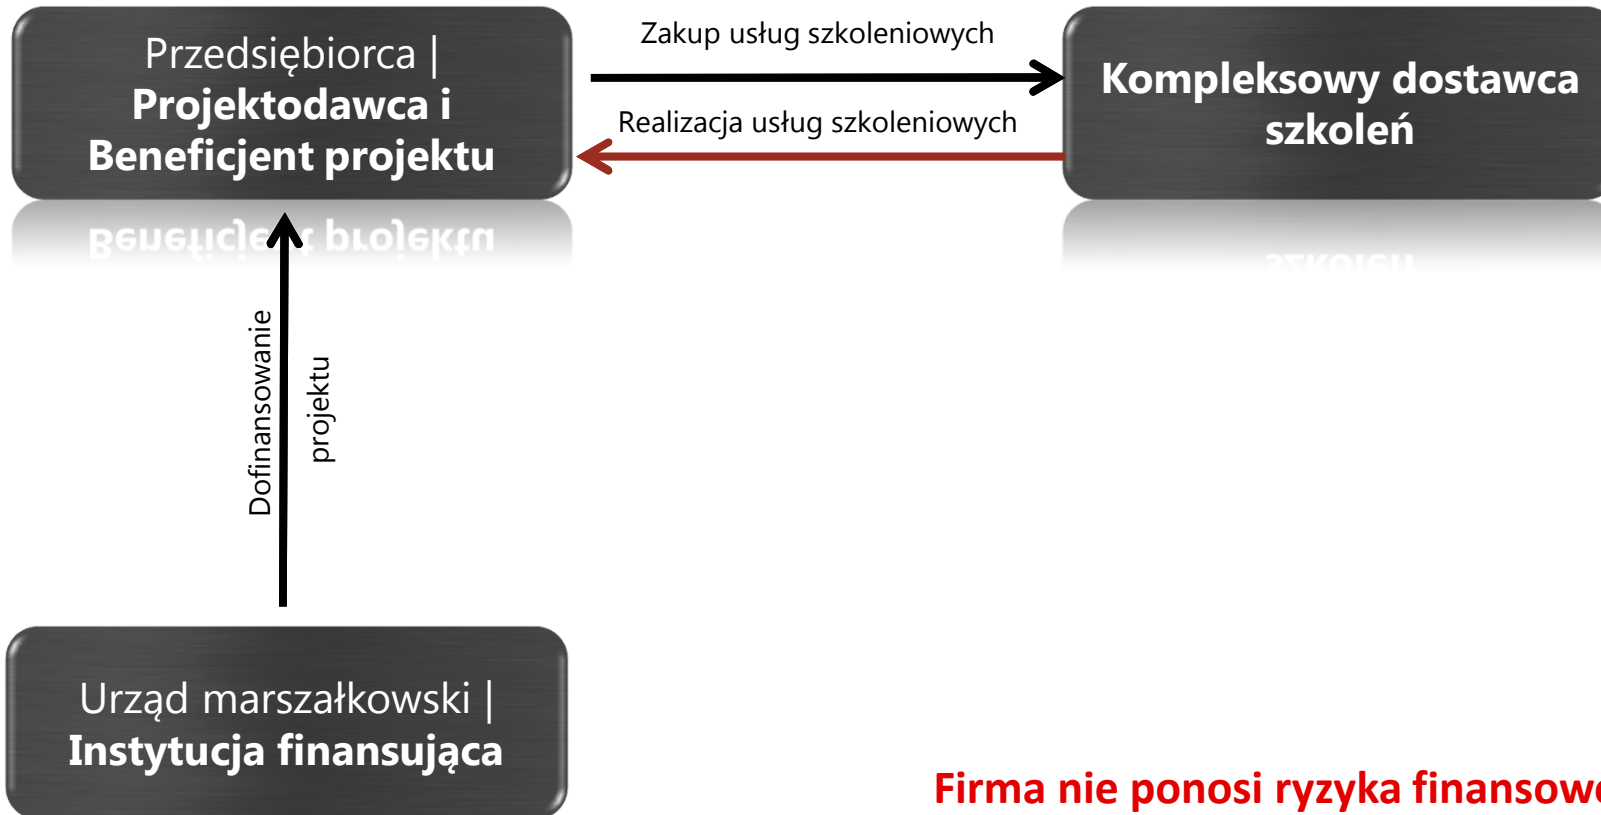 Przedsiębiorca |
Projektodawca i
Beneficjent projektu
Zakup usług szkoleniowych
Realizacja usług szkoleniowych
Kompleksowy dostawca
szkoleń
Dofinansowanie
projektu
Urząd marszałkowski |
Instytucja finansująca
Firma nie ponosi ryzyka